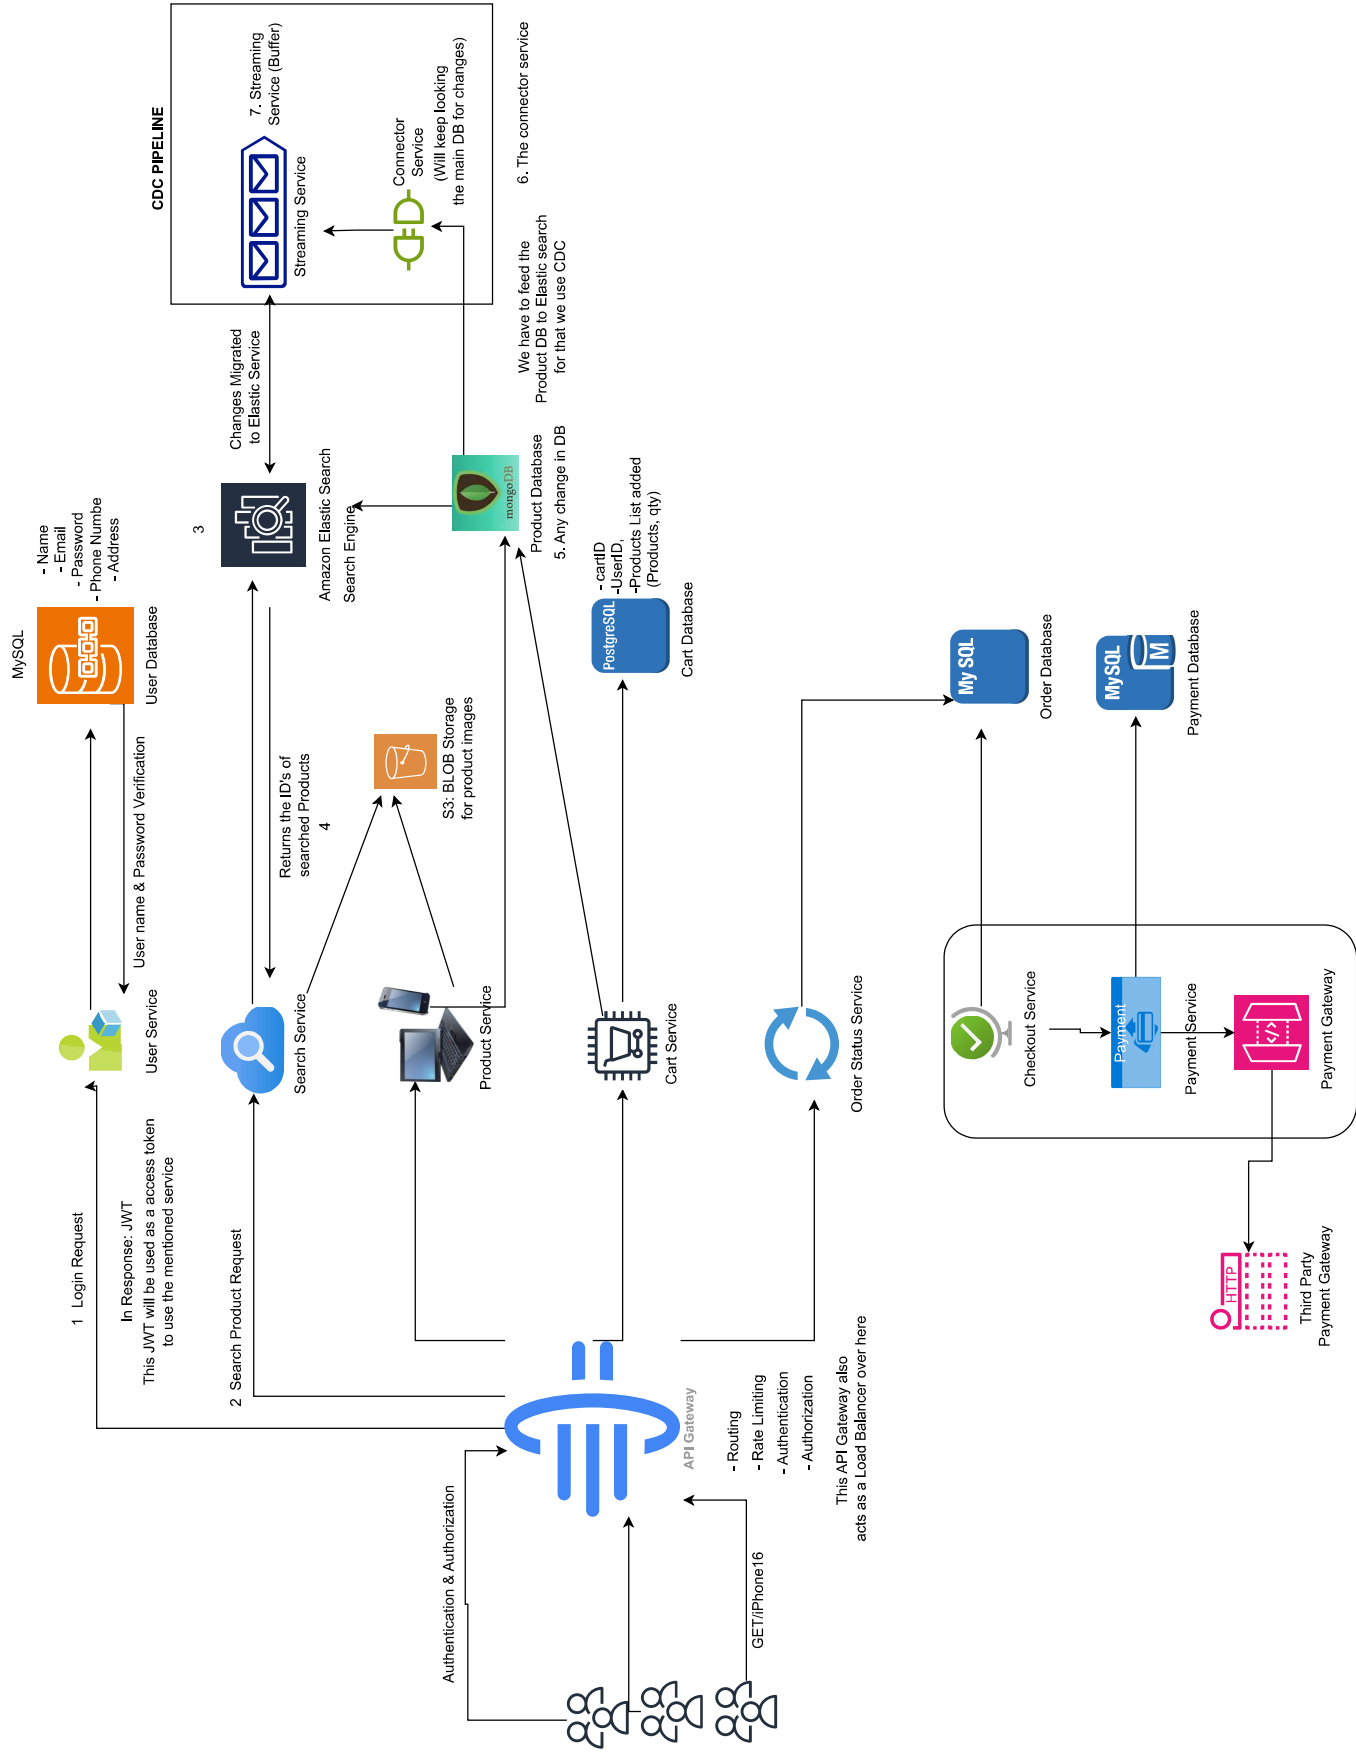 MySQL
- Name
- Email
- Password
- Phone Numbe
- Address
User Database
User name & Password Verification
User Service
1  Login Request
In Response: JWT
This JWT will be used as a access token
to use the mentioned service
CDC PIPELINE
7. Streaming
Service (Buffer)
Streaming Service
Connector
Service
(Will keep looking
the main DB for changes)
6. The connector service
Changes Migrated
to Elastic Service
3
Amazon Elastic Search
Search Engine
Returns the ID's of
searched Products
4
Search Service
2  Search Product Request
S3: BLOB Storage
for product images
mongoDB
Product Database
5. Any change in DB
We have to feed the
Product DB to Elastic search
for that we use CDC
Product Service
- cartID
-UserID,
-Products List added
(Products, qty)
PostgreSQL
Cart Database
Cart Service
Order Status Service
My SQL
Order Database
MySQL
M
Payment Database
Checkout Service
Payment
Payment Service
</>
Payment Gateway
HTTP
Third Party
Payment Gateway
API Gateway
- Routing
- Rate Limiting
- Authentication
- Authorization
This API Gateway also
acts as a Load Balancer over here
Authentication & Authorization
GET/iPhone16